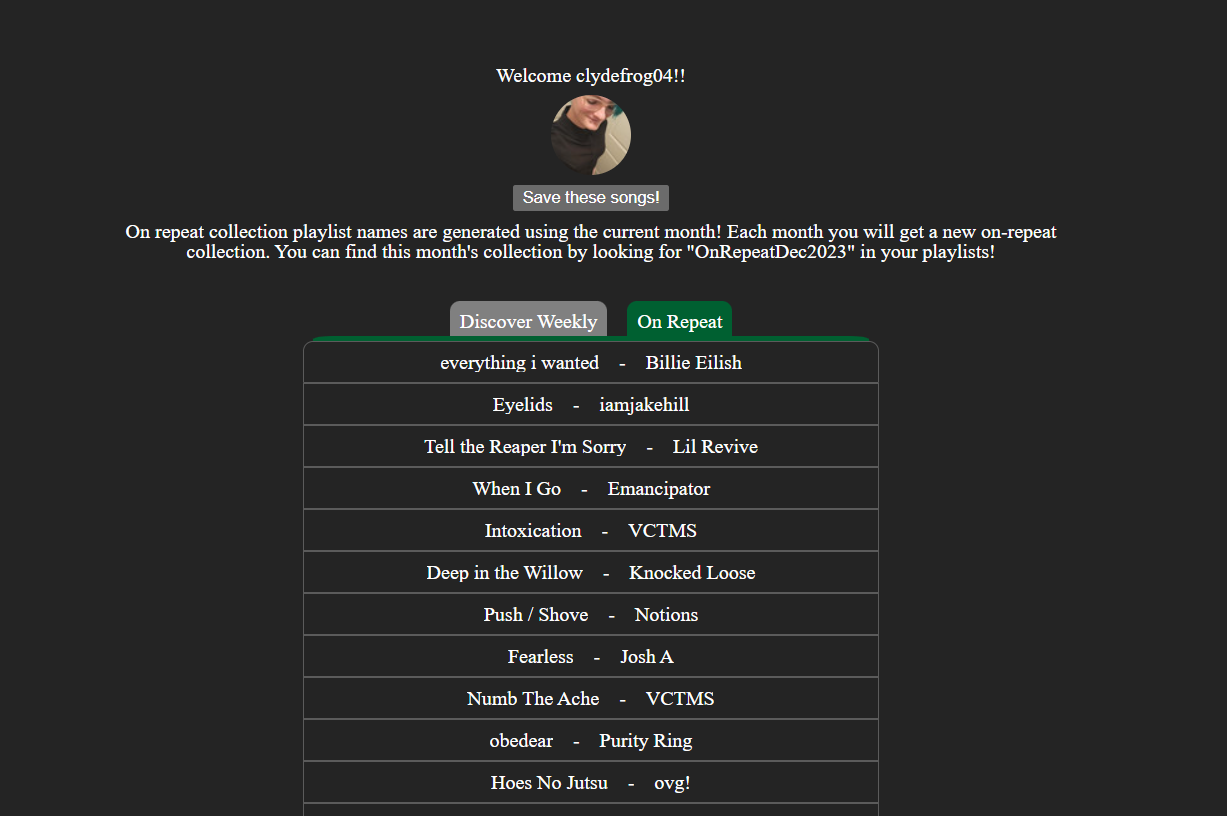 Welcome clydefrog04!!
Save these songs!
On repeat collection playlist names are generated using the current month! Each month you will get a new on-repeat
collection. You can find this month's collection by looking for "OnRepeatDec2023" in your playlists!
Discover Weekly On Repeat
everything i wanted - Billie Eilish
Eyelids - iamjakehill
Tell the Reaper I'm Sorry - Lil Revive
When I Go - Emancipator
Intoxication - VCTMS
Deep in the Willow - Knocked Loose
Push / Shove - Notions
Fearless - Josh A
Numb The Ache - VCTMS
obedear - Purity Ring
Hoes No Jutsu - ovg!